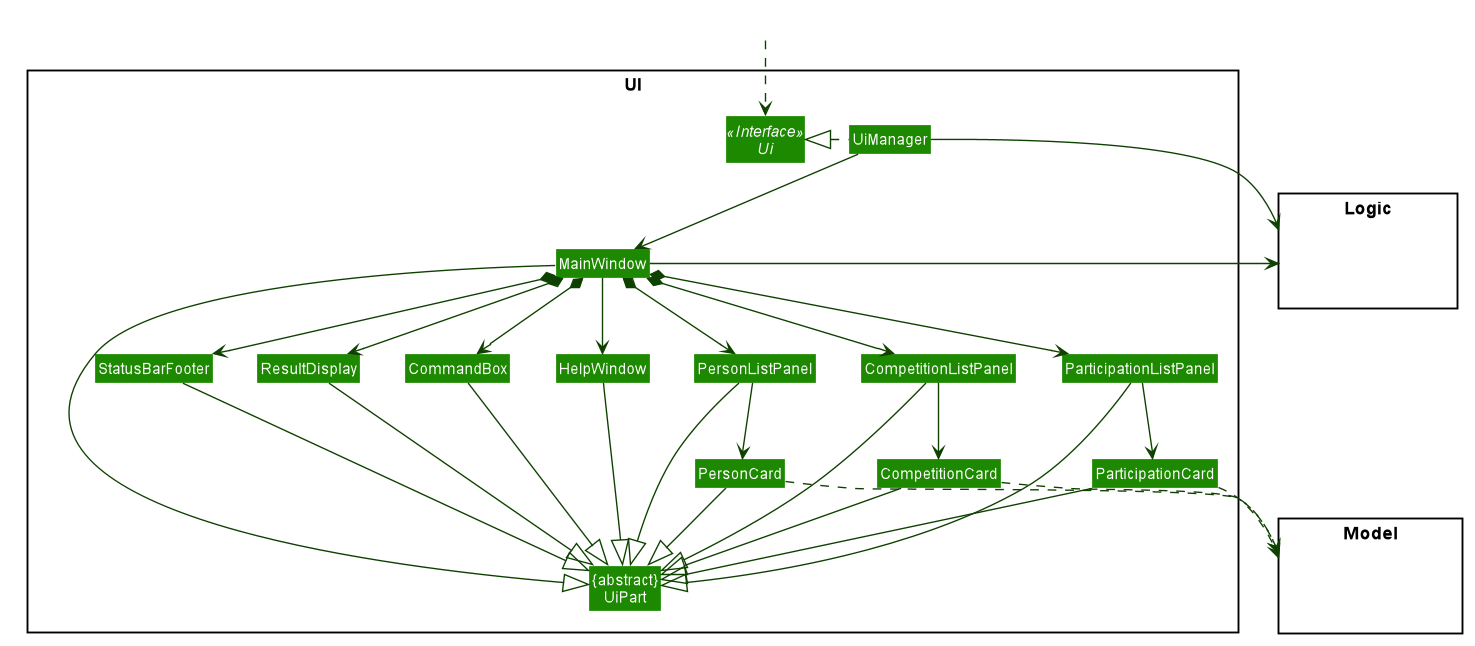 UI
«Interface»
Ui
UiManager
Logic
MainWindow
StatusBarFooter
ResultDisplay
CommandBox
HelpWindow
PersonListPanel
CompetitionListPanel
ParticipationListPanel
PersonCard
CompetitionCard
ParticipationCard
Model
{abstract}
UiPart